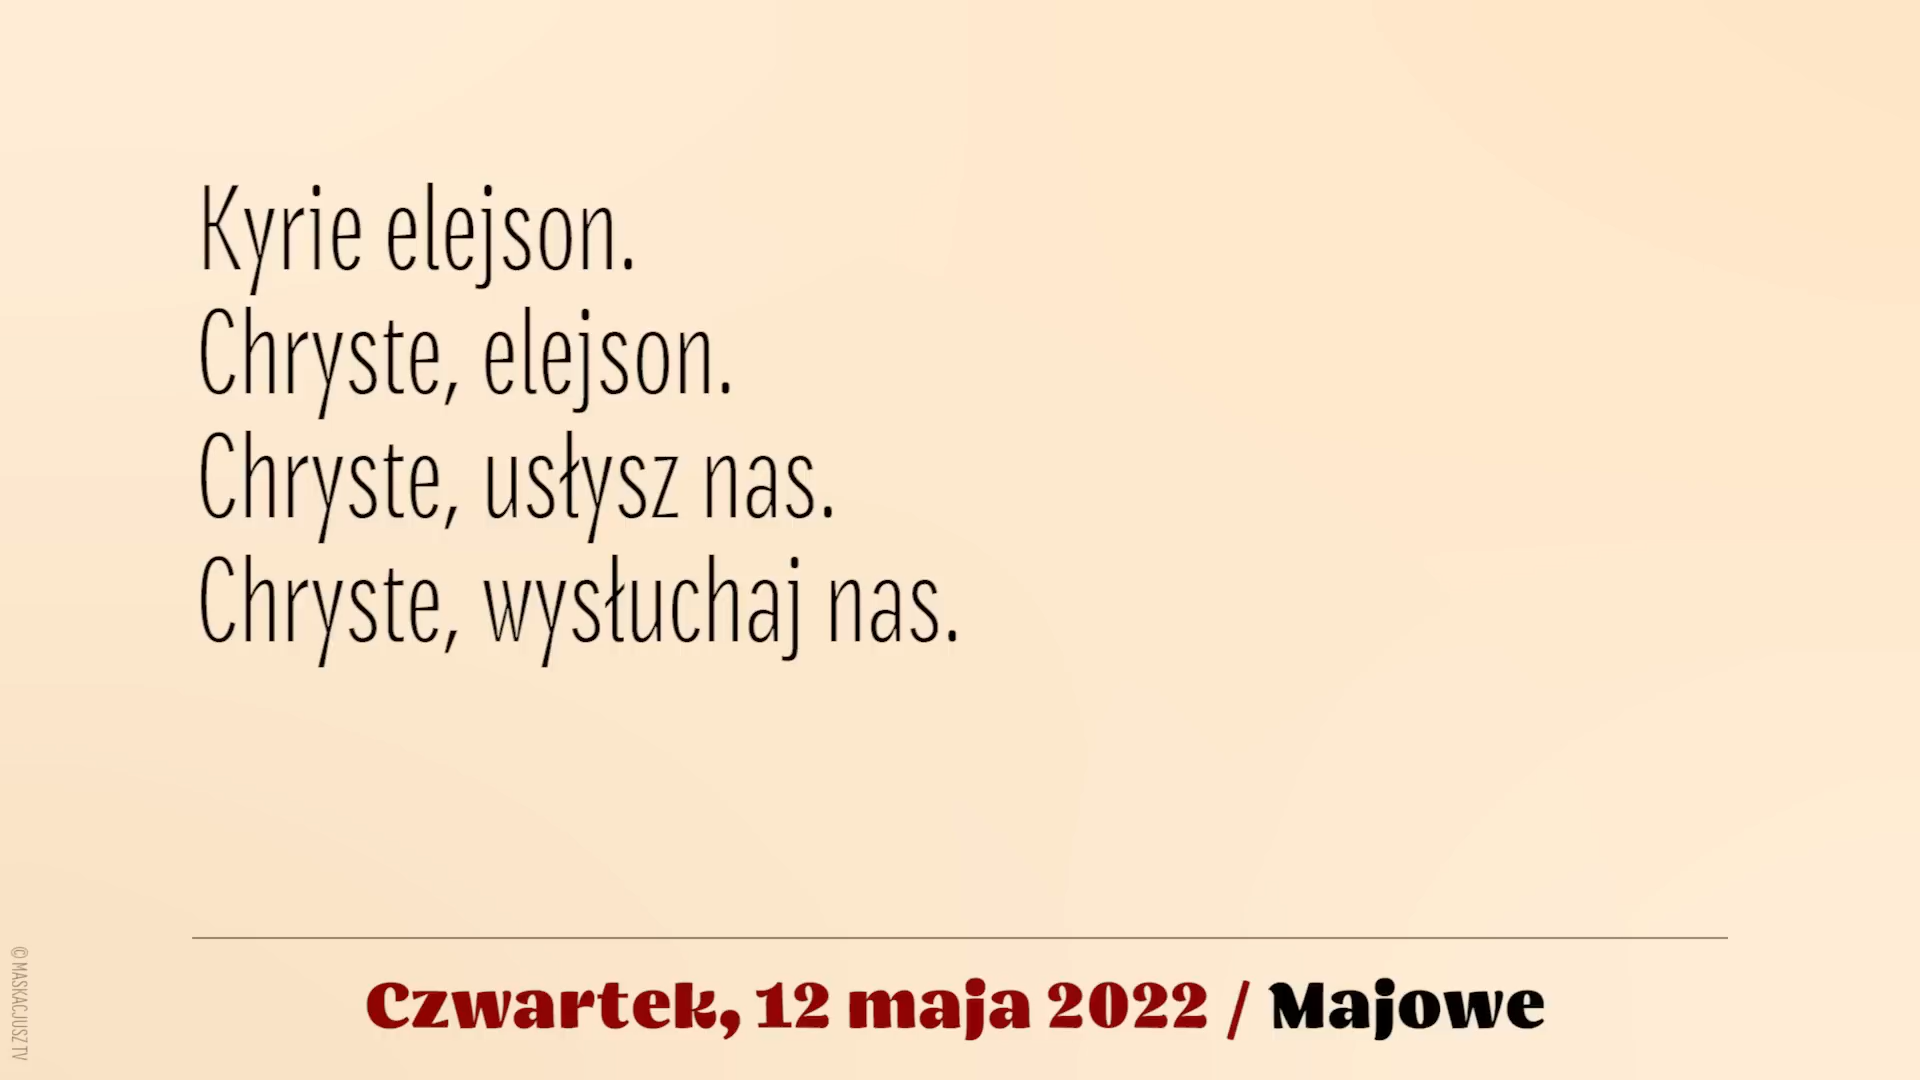 Kyrie elejson.
Chryste, elejson.
Chryste, usłysz nas.
Chryste, wysłuchaj nas.
© MASKACJUSZ TV
Czwartek, 12 maja 2022 / Majowe